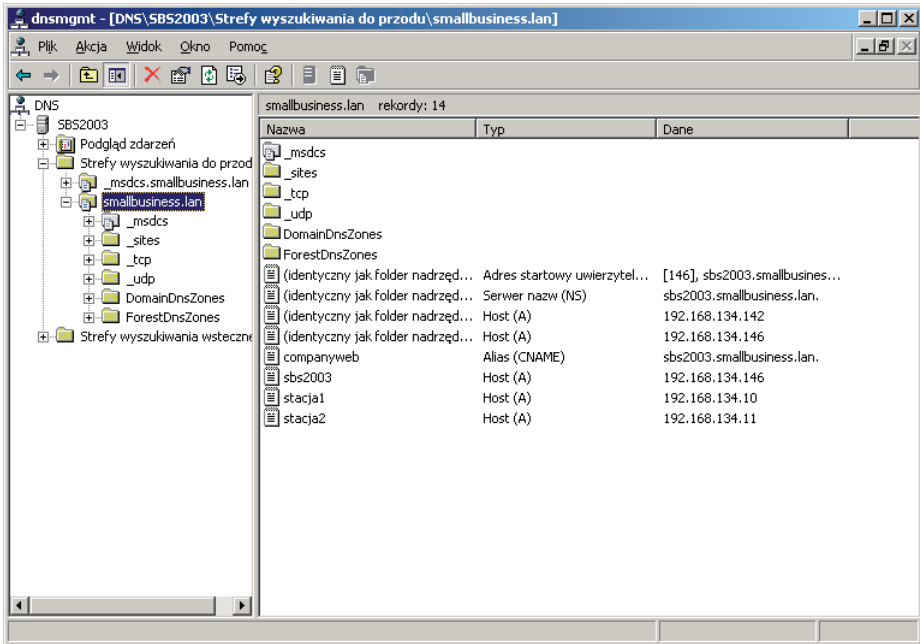 dnsmgmt - [DNS\SBS2003\Strefy wyszukiwania do przodu\smallbusiness.lan]
Plik Akcja Widok Okno Pomoc
DNS
SBS2003
Podgląd zdarzeń
Strefy wyszukiwania do przod
_msdcs.smallbusiness.lan
smallbusiness.lan
_msdcs
_sites
_tcp
_udp
DomainDnsZones
ForestDnsZones
Strefy wyszukiwania wsteczne
smallbusiness.lan rekordy: 14
Nazwa Typ Dane
_msdcs
_sites
_tcp
_udp
DomainDnsZones
ForestDnsZones
(identyczny jak folder nadrzęd... Adres startowy uwierzytel... [146], sbs2003.smallbusines...
(identyczny jak folder nadrzęd... Serwer nazw (NS) sbs2003.smallbusiness.lan.
(identyczny jak folder nadrzęd... Host (A) 192.168.134.142
(identyczny jak folder nadrzęd... Host (A) 192.168.134.146
companyweb Alias (CNAME) sbs2003.smallbusiness.lan.
sbs2003 Host (A) 192.168.134.146
stacja1 Host (A) 192.168.134.10
stacja2 Host (A) 192.168.134.11